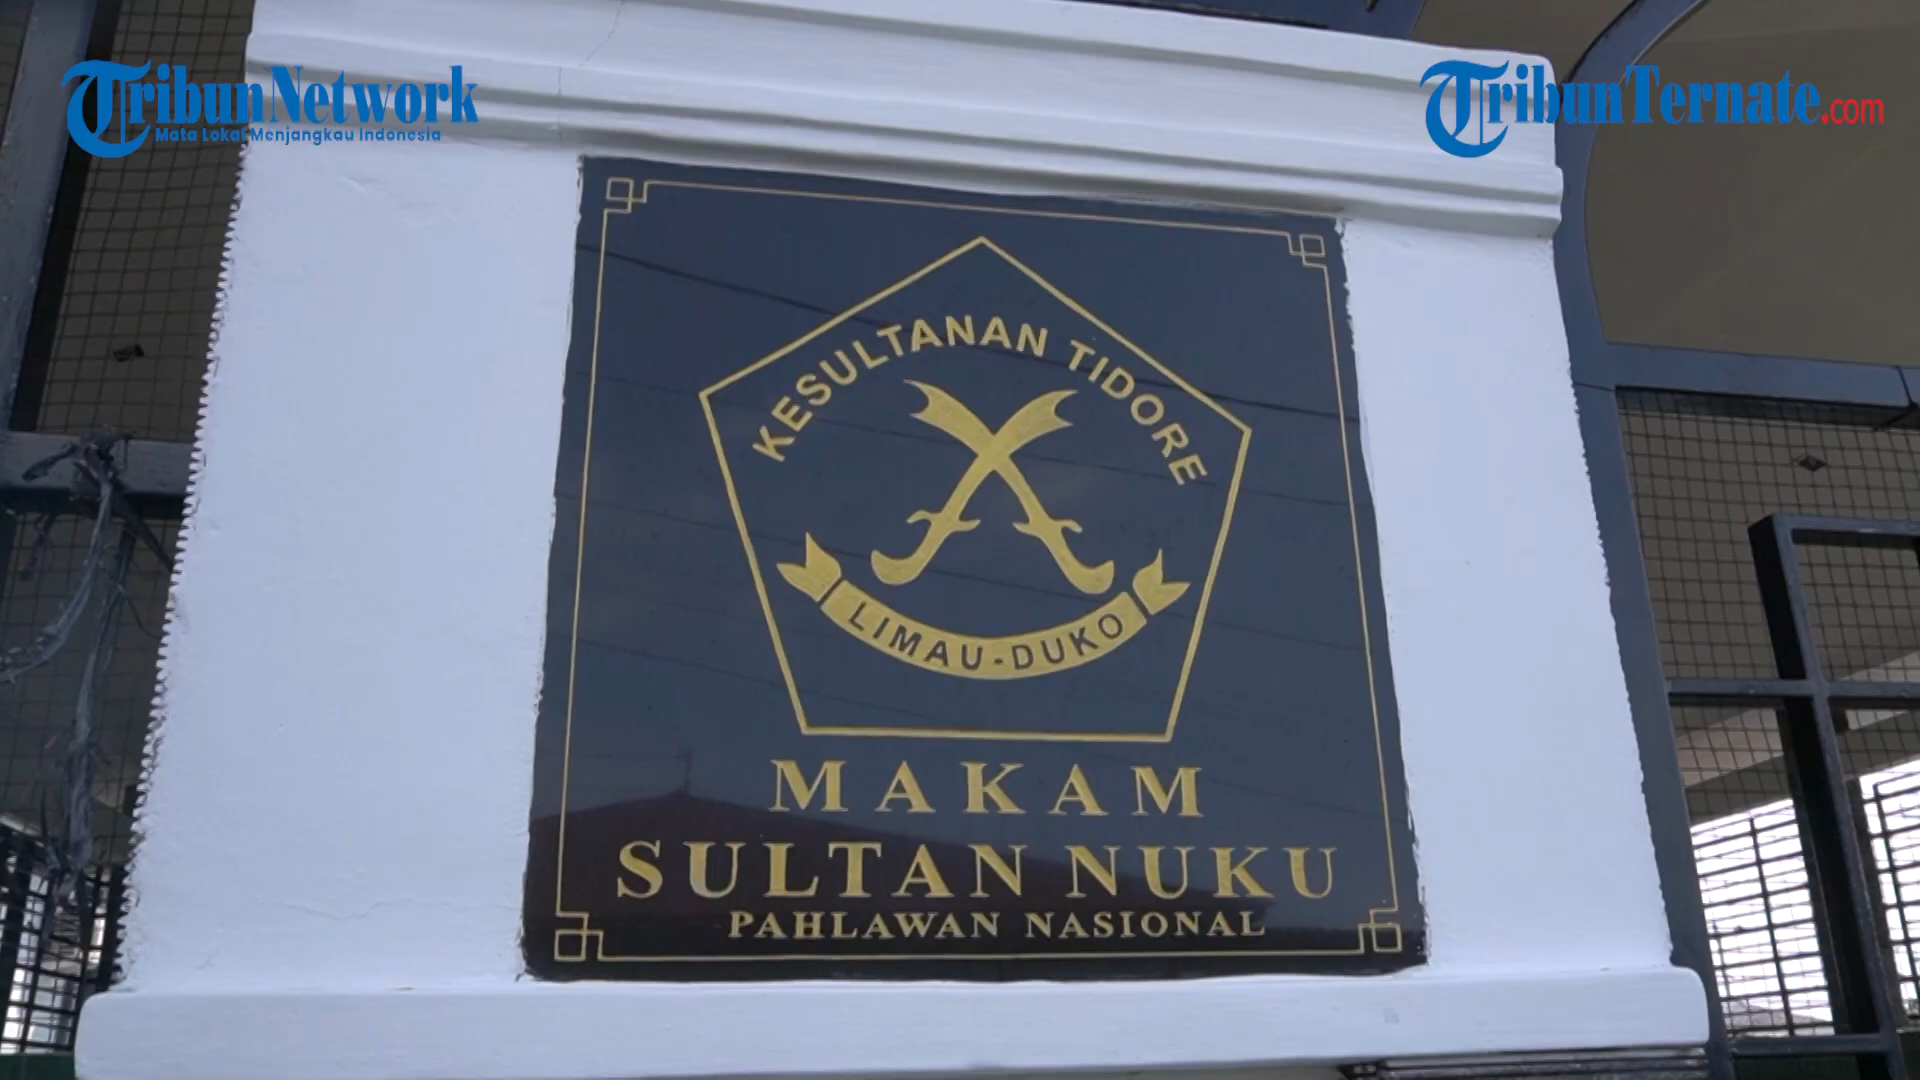 TribunNetwork
Mata Lokal Menjangkau Indonesia
TribunTernate.com
KESULTANAN TIDORE
LIMAU-DUKO
MAKAM
SULTAN NUKU
PAHLAWAN NASIONAL